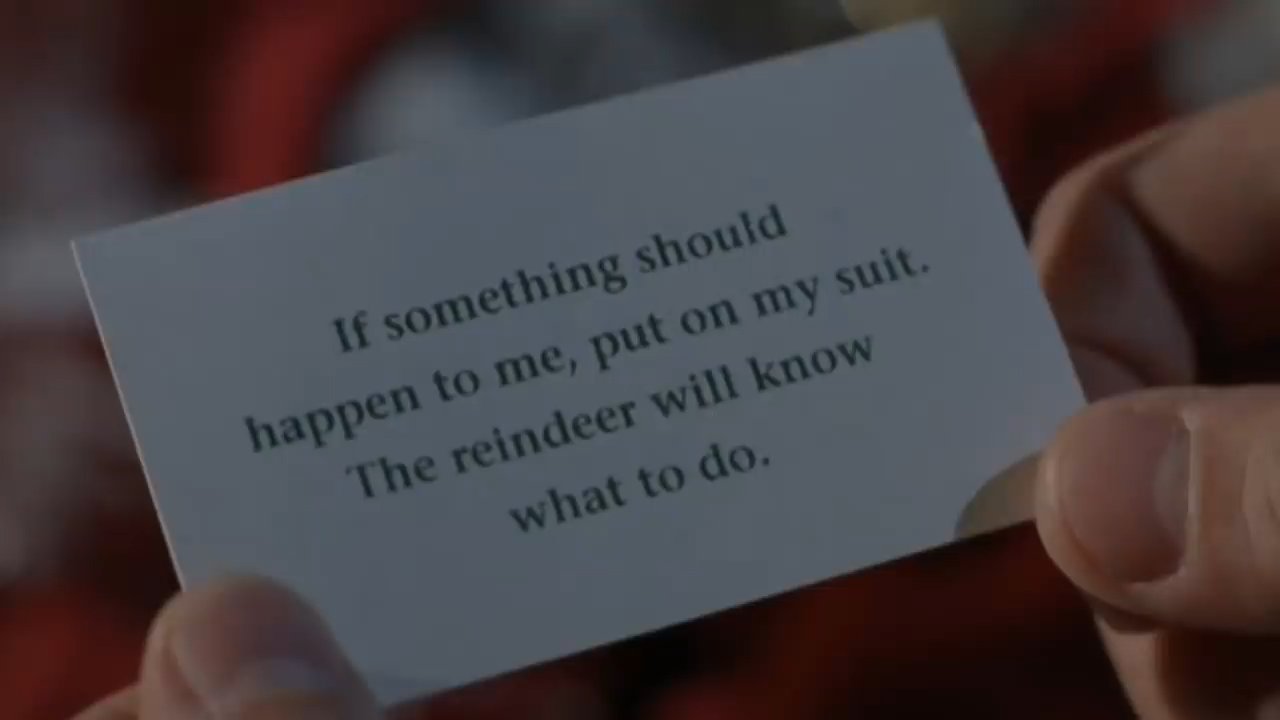 If something should
happen to me, put on my suit.
The reindeer will know
what to do.